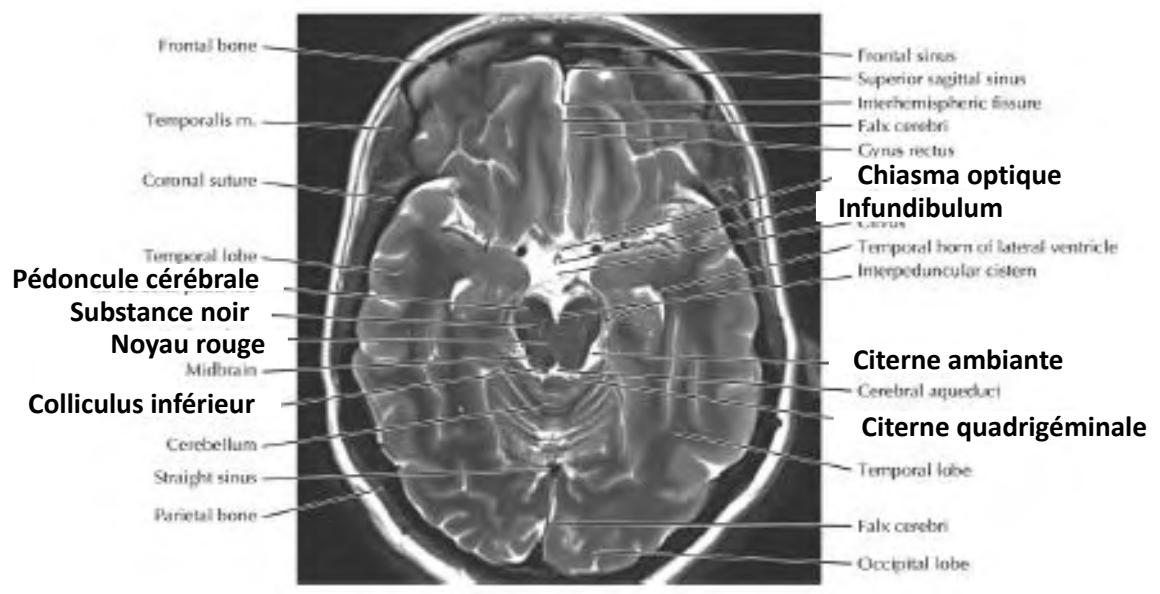 Frontal bone
Temporalis m.
Coronal suture
Temporal lobe
Pédoncule cérébrale
Substance noir
Noyau rouge
Midbrain
Colliculus inférieur
Cerebellum
Straight sinus
Parietal bone
Frontal sinus
Superior sagittal sinus
Interhemispheric fissure
Falx cerebri
Gyrus rectus
Chiasma optique
Infundibulum
Temporal horn of lateral ventricle
Interpeduncular cistern
Citerne ambiante
Cerebral aqueduct
Citerne quadrigéminale
Temporal lobe
Falx cerebri
Occipital lobe